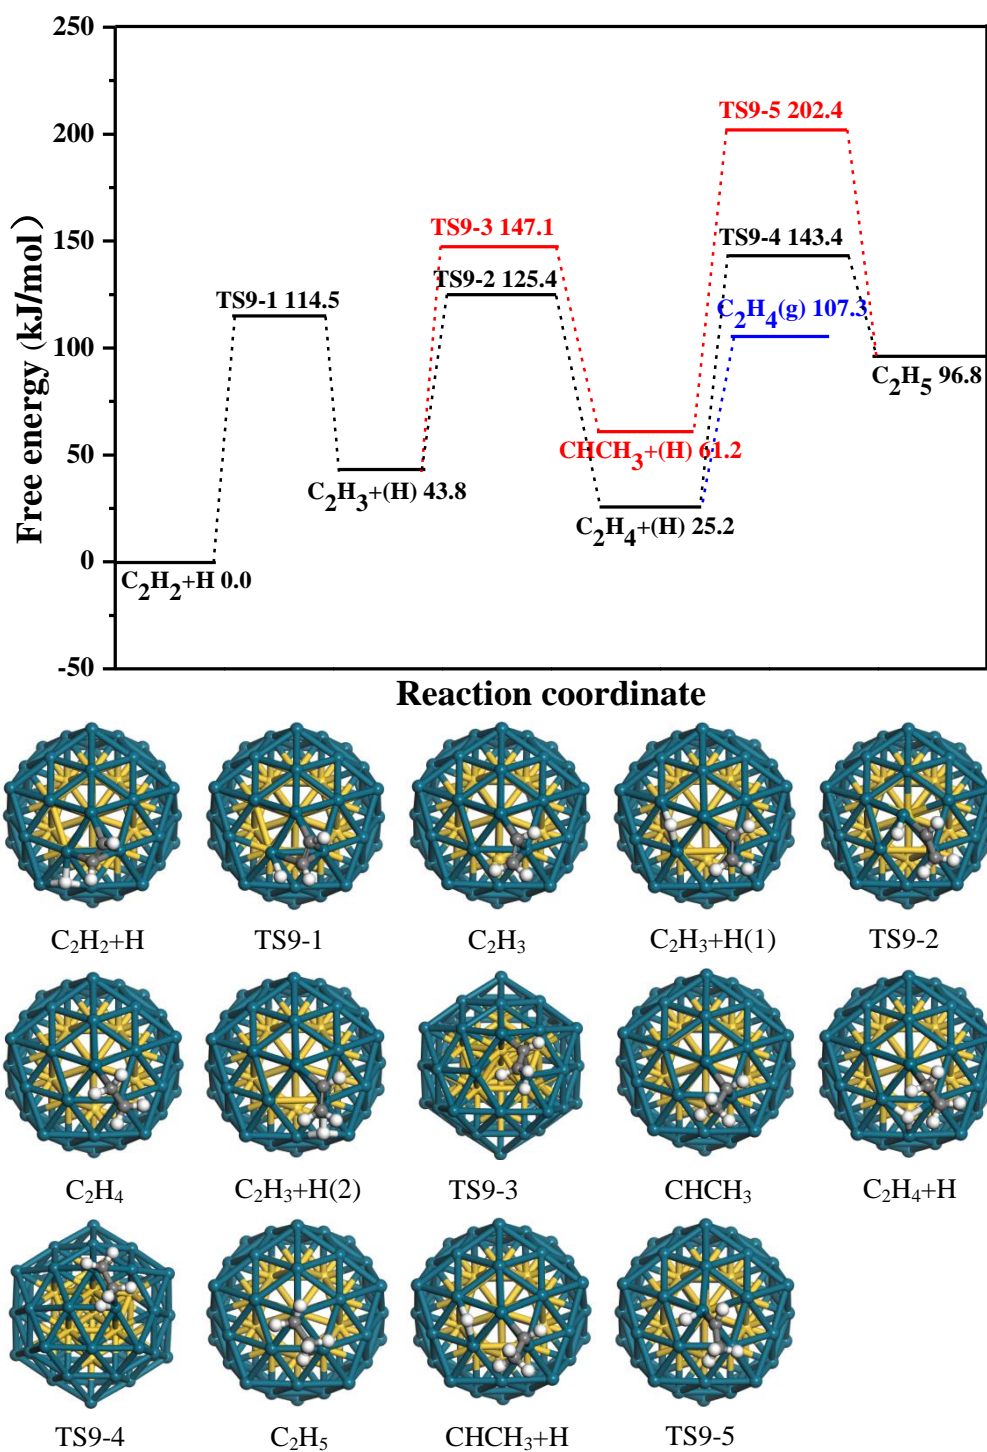 250
200
150
100
50
0
-50
Free energy (kJ/mol)
TS9-5 202.4
TS9-4 143.4
TS9-3 147.1
TS9-2 125.4
TS9-1 114.5
C₂H₄(g) 107.3
C₂H₅ 96.8
CHCH₃+(H) 61.2
C₂H₃+(H) 43.8
C₂H₄+(H) 25.2
C₂H₂+H 0.0
Reaction coordinate
C₂H₂+H TS9-1 C₂H₃ C₂H₃+H(1) TS9-2
C₂H₄ C₂H₃+H(2) TS9-3 CHCH₃ C₂H₄+H
TS9-4 C₂H₅ CHCH₃+H TS9-5